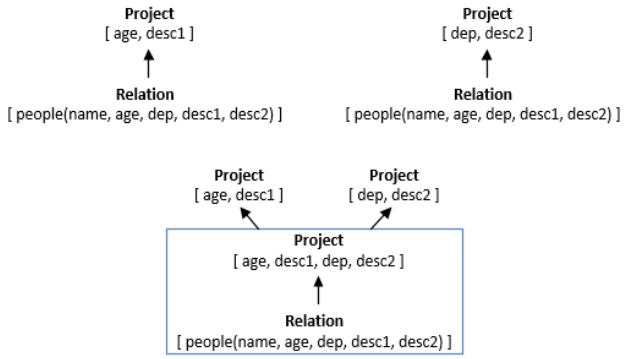 Project
[ age, desc1 ]
Relation
[ people(name, age, dep, desc1, desc2) ]
Project
[ dep, desc2 ]
Relation
[ people(name, age, dep, desc1, desc2) ]
Project
[ age, desc1 ]
Project
[ dep, desc2 ]
Project
[ age, desc1, dep, desc2 ]
Relation
[ people(name, age, dep, desc1, desc2) ]